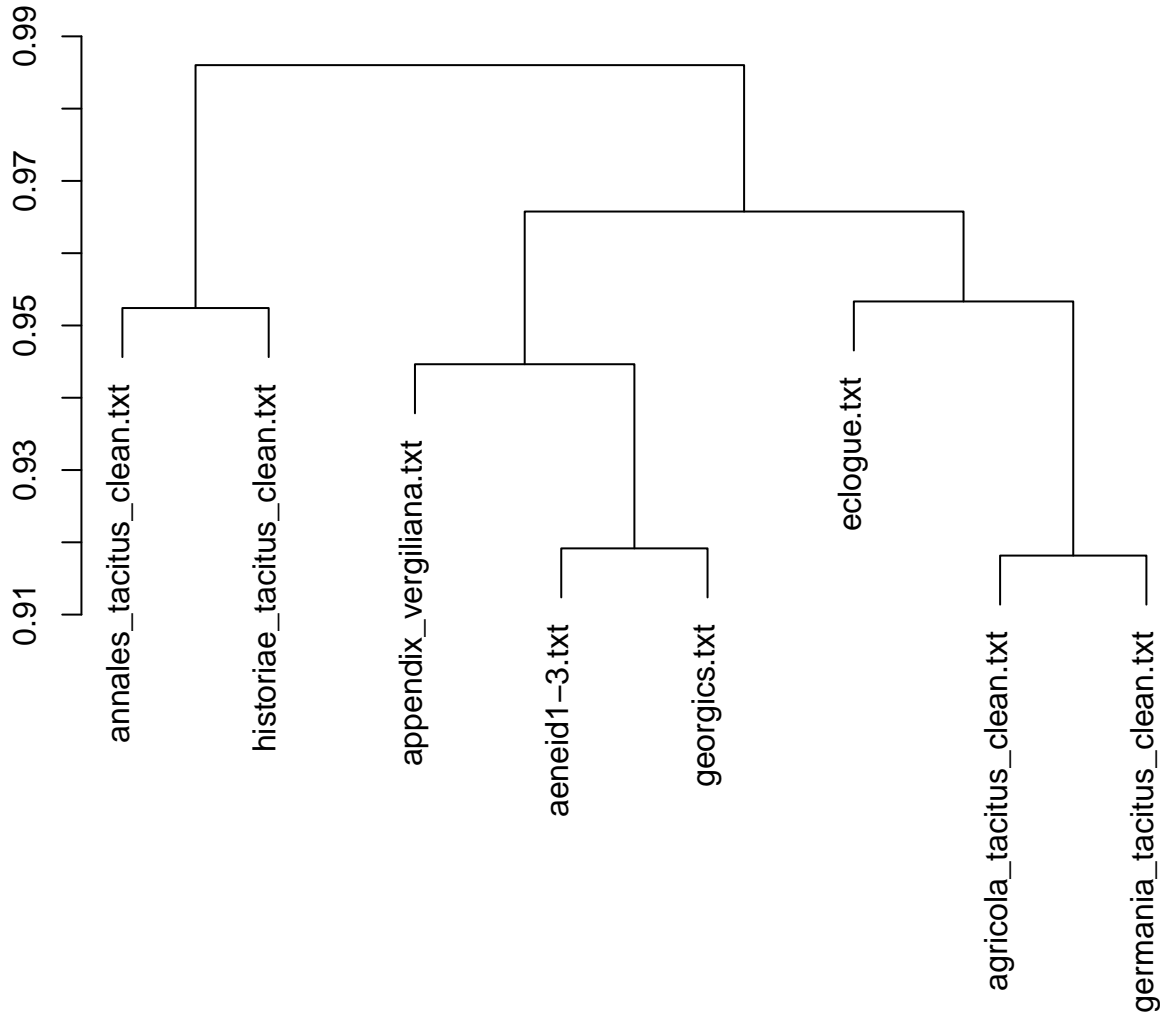 0.99
0.97
0.95
0.93
0.91
annales_tacitus_clean.txt
historiae_tacitus_clean.txt
appendix_vergiliana.txt
aeneid1−3.txt
georgics.txt
eclogue.txt
agricola_tacitus_clean.txt
germania_tacitus_clean.txt